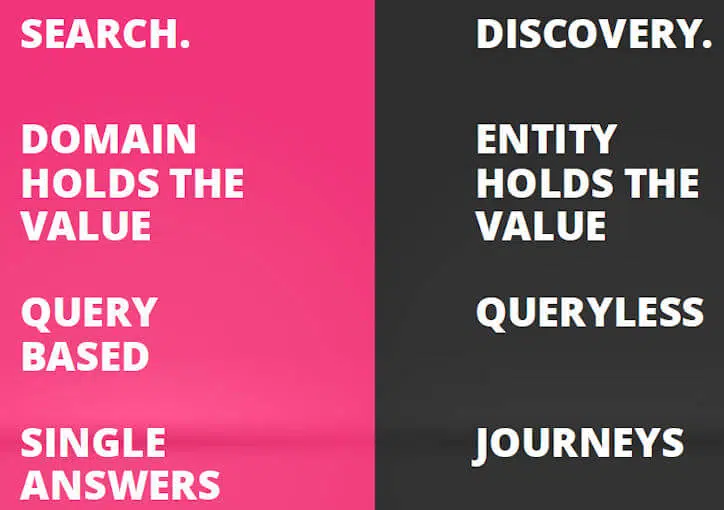 SEARCH.
DOMAIN
HOLDS THE
VALUE
QUERY
BASED
SINGLE
ANSWERS
DISCOVERY.
ENTITY
HOLDS THE
VALUE
QUERYLESS
JOURNEYS